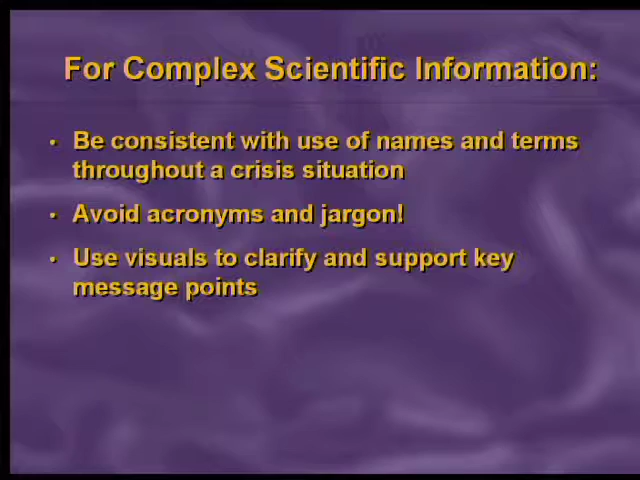 For Complex Scientific Information:
• Be consistent with use of names and terms
throughout a crisis situation
• Avoid acronyms and jargon!
• Use visuals to clarify and support key
message points